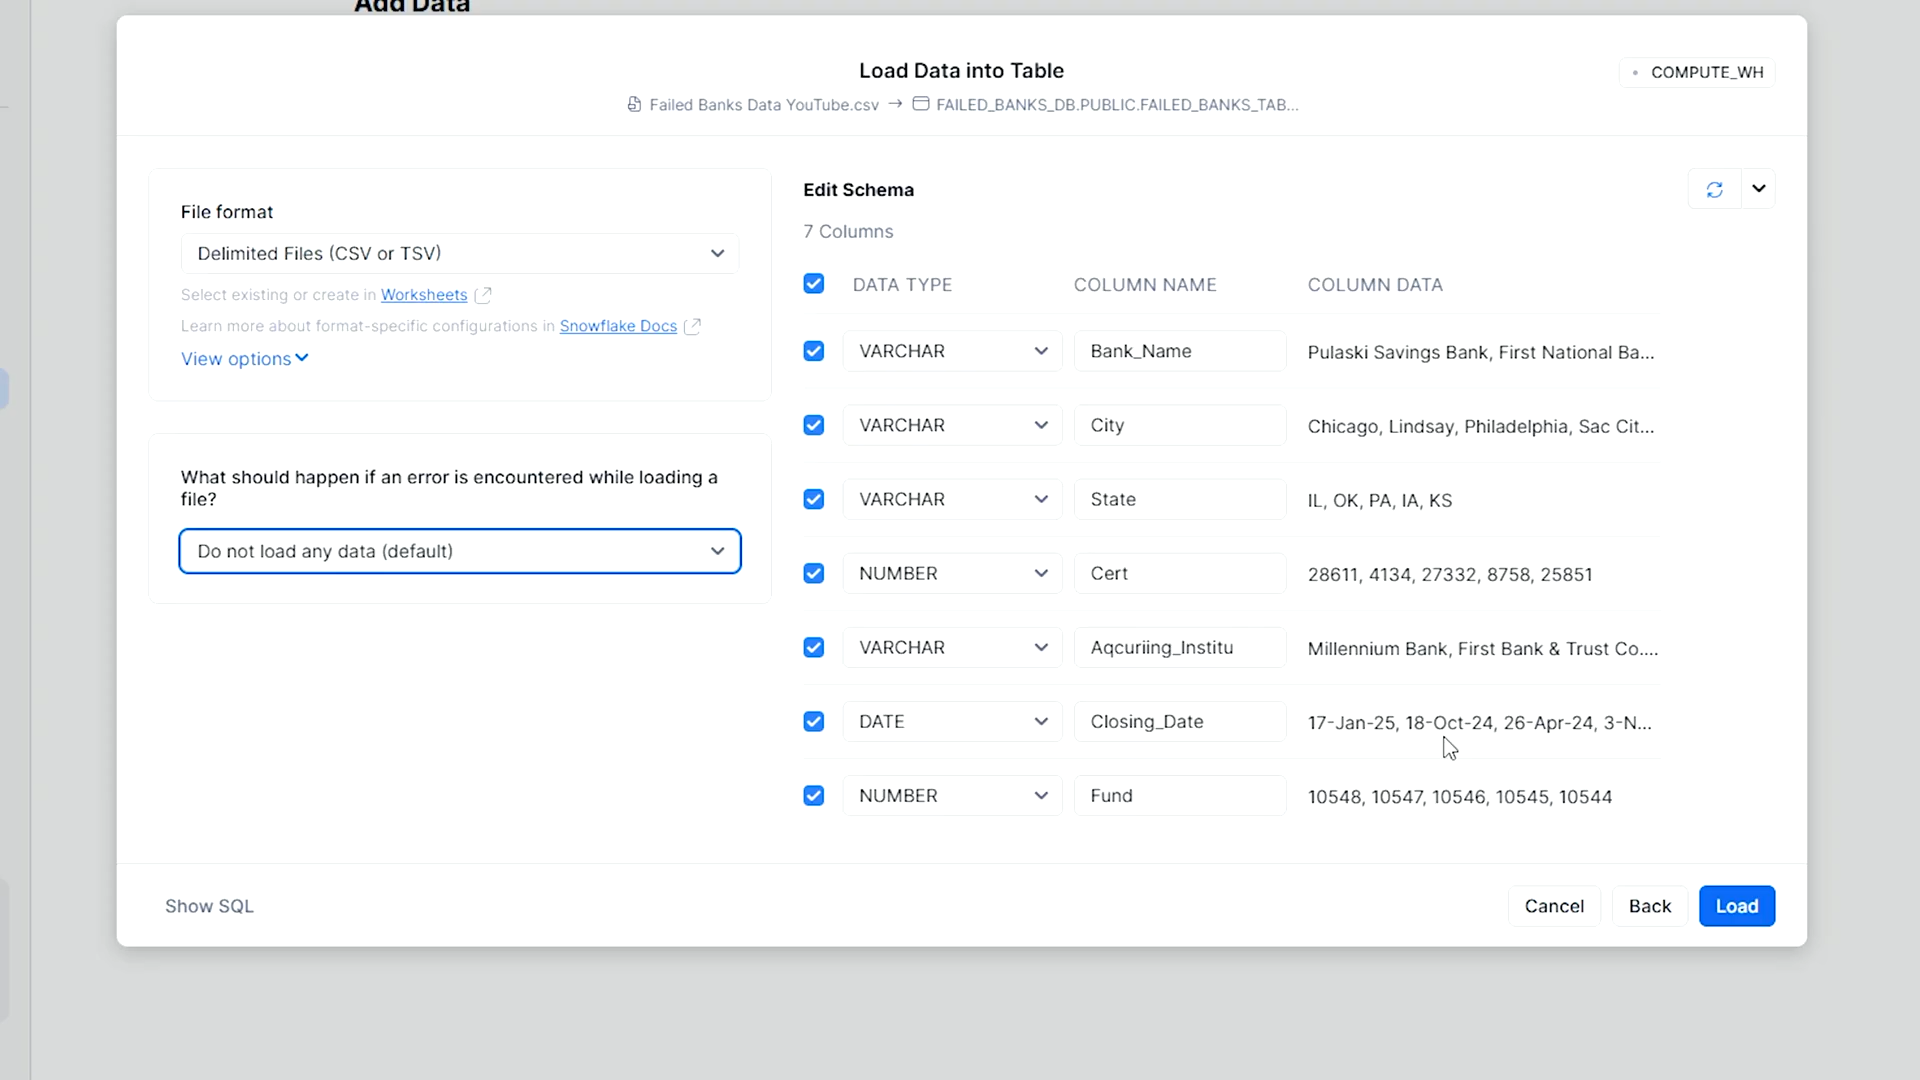 Add Data
Load Data into Table
COMPUTE_WH
Failed Banks Data YouTube.csv → FAILED_BANKS_DB.PUBLIC.FAILED_BANKS_TAB...
File format
Delimited Files (CSV or TSV)
Select existing or create in Worksheets
Learn more about format-specific configurations in Snowflake Docs
View options
What should happen if an error is encountered while loading a
file?
Do not load any data (default)
Edit Schema
7 Columns
DATA TYPE COLUMN NAME COLUMN DATA
VARCHAR Bank_Name Pulaski Savings Bank, First National Ba...
VARCHAR City Chicago, Lindsay, Philadelphia, Sac Cit...
VARCHAR State IL, OK, PA, IA, KS
NUMBER Cert 28611, 4134, 27332, 8758, 25851
VARCHAR Aqcuriing_Institu Millennium Bank, First Bank & Trust Co....
DATE Closing_Date 17-Jan-25, 18-Oct-24, 26-Apr-24, 3-N...
NUMBER Fund 10548, 10547, 10546, 10545, 10544
Show SQL
Cancel Back Load